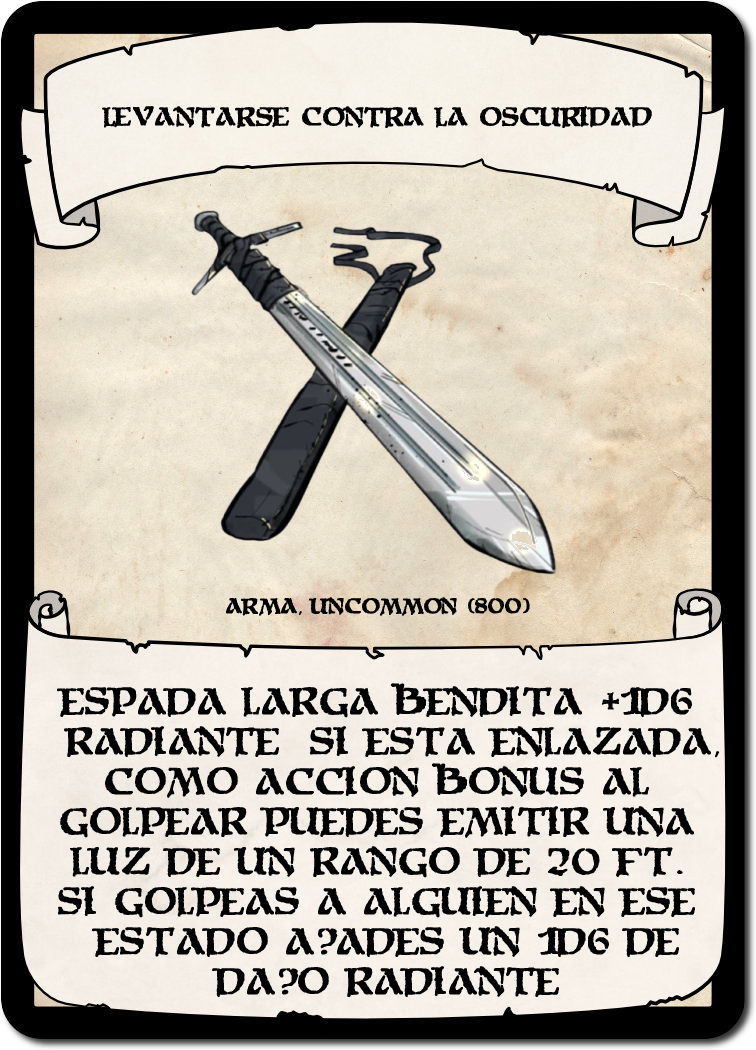 LEVANTARSE CONTRA LA OSCURIDAD
ARMA, UNCOMMON (800)
ESPADA LARGA BENDITA +1D6
RADIANTE SI ESTA ENLAZADA,
COMO ACCION BONUS AL
GOLPEAR PUEDES EMITIR UNA
LUZ DE UN RANGO DE 20 FT.
SI GOLPEAS A ALGUIEN EN ESE
ESTADO A?ADES UN 1D6 DE
DA?O RADIANTE